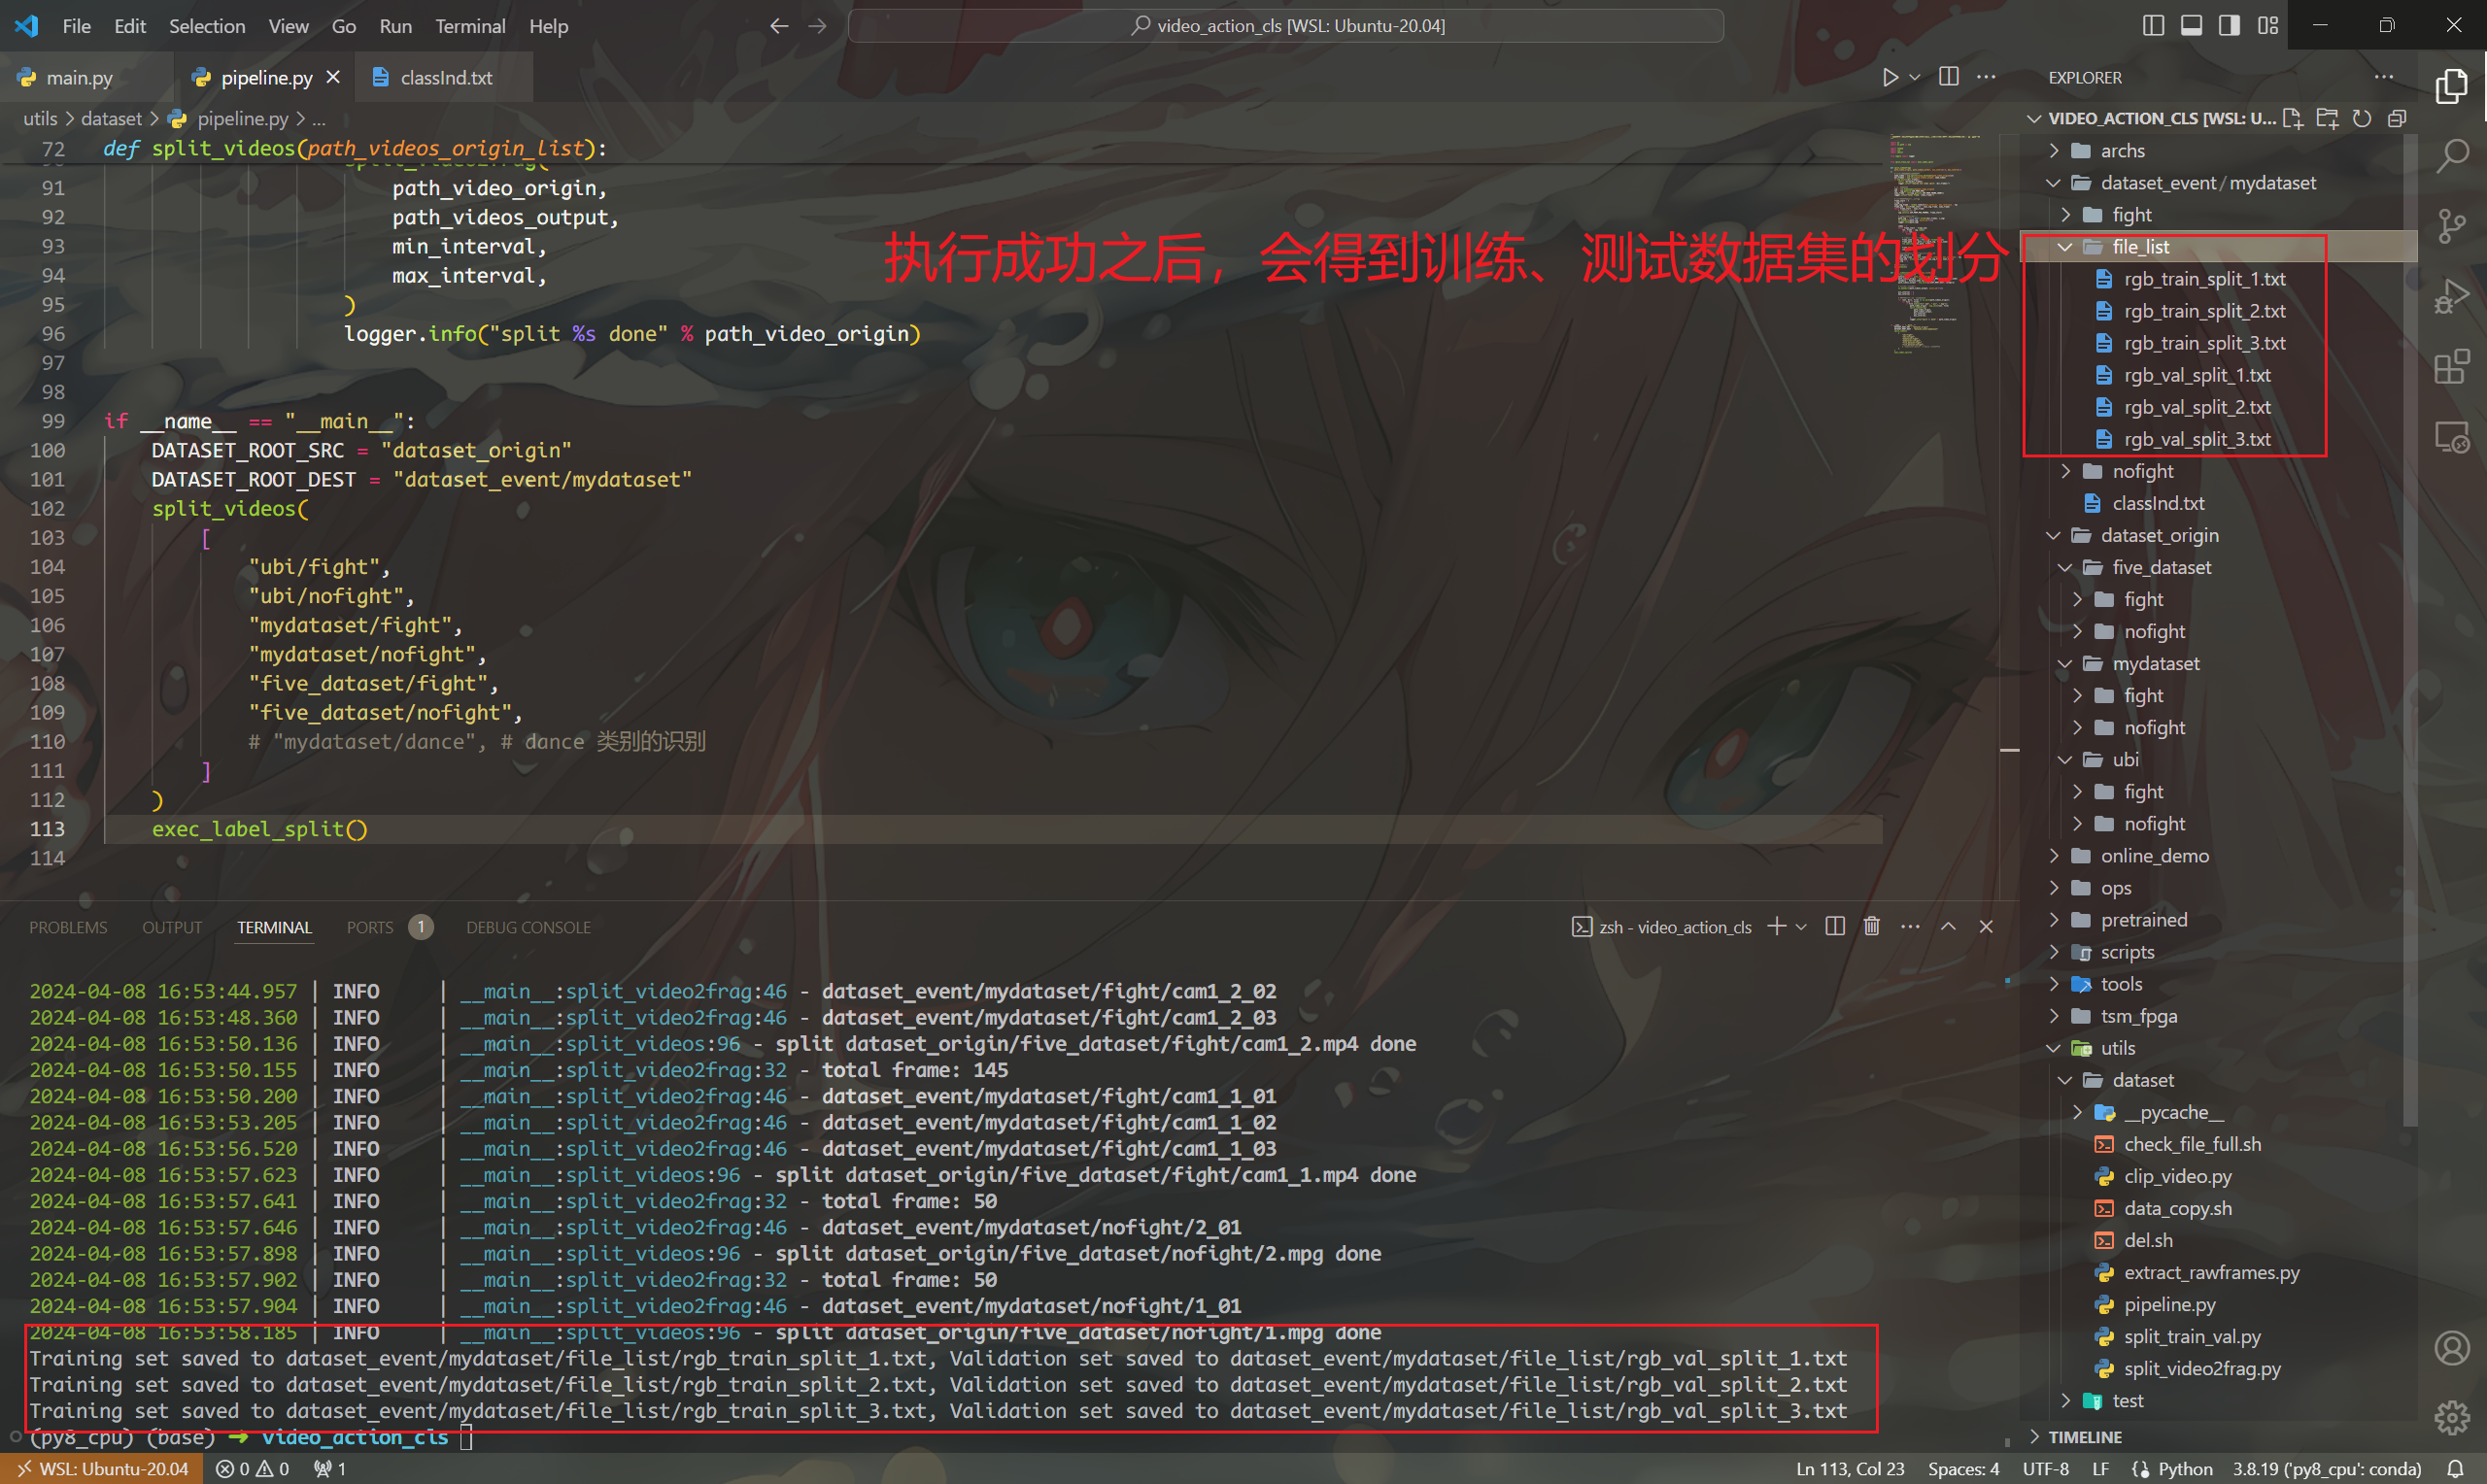 File Edit Selection View Go Run Terminal Help
video_action_cls [WSL: Ubuntu-20.04]
main.py
pipeline.py
classInd.txt
utils > dataset > pipeline.py > ...
72 def split_videos(path_videos_origin_list):
91 path_video_origin,
92 path_videos_output,
93 min_interval,
94 max_interval,
95 )
96 logger.info("split %s done" % path_video_origin)
97
98
99 if __name__ == "__main__":
100 DATASET_ROOT_SRC = "dataset_origin"
101 DATASET_ROOT_DEST = "dataset_event/mydataset"
102 split_videos(
103 [
104 "ubi/fight",
105 "ubi/nofight",
106 "mydataset/fight",
107 "mydataset/nofight",
108 "five_dataset/fight",
109 "five_dataset/nofight",
110 # "mydataset/dance", # dance 类别的识别
111 ]
112 )
113 exec_label_split()
114
执行成功之后，会得到训练、测试数据集的划分
PROBLEMS OUTPUT TERMINAL PORTS 1 DEBUG CONSOLE
zsh - video_action_cls
2024-04-08 16:53:44.957 | INFO | __main__:split_video2frag:46 - dataset_event/mydataset/fight/cam1_2_02
2024-04-08 16:53:48.360 | INFO | __main__:split_video2frag:46 - dataset_event/mydataset/fight/cam1_2_03
2024-04-08 16:53:50.136 | INFO | __main__:split_videos:96 - split dataset_origin/five_dataset/fight/cam1_2.mp4 done
2024-04-08 16:53:50.155 | INFO | __main__:split_video2frag:32 - total frame: 145
2024-04-08 16:53:50.200 | INFO | __main__:split_video2frag:46 - dataset_event/mydataset/fight/cam1_1_01
2024-04-08 16:53:53.205 | INFO | __main__:split_video2frag:46 - dataset_event/mydataset/fight/cam1_1_02
2024-04-08 16:53:56.520 | INFO | __main__:split_video2frag:46 - dataset_event/mydataset/fight/cam1_1_03
2024-04-08 16:53:57.623 | INFO | __main__:split_videos:96 - split dataset_origin/five_dataset/fight/cam1_1.mp4 done
2024-04-08 16:53:57.641 | INFO | __main__:split_video2frag:32 - total frame: 50
2024-04-08 16:53:57.646 | INFO | __main__:split_video2frag:46 - dataset_event/mydataset/nofight/2_01
2024-04-08 16:53:57.898 | INFO | __main__:split_videos:96 - split dataset_origin/five_dataset/nofight/2.mpg done
2024-04-08 16:53:57.902 | INFO | __main__:split_video2frag:32 - total frame: 50
2024-04-08 16:53:57.904 | INFO | __main__:split_video2frag:46 - dataset_event/mydataset/nofight/1_01
2024-04-08 16:53:58.185 | INFO | __main__:split_videos:96 - split dataset_origin/five_dataset/nofight/1.mpg done
Training set saved to dataset_event/mydataset/file_list/rgb_train_split_1.txt, Validation set saved to dataset_event/mydataset/file_list/rgb_val_split_1.txt
Training set saved to dataset_event/mydataset/file_list/rgb_train_split_2.txt, Validation set saved to dataset_event/mydataset/file_list/rgb_val_split_2.txt
Training set saved to dataset_event/mydataset/file_list/rgb_train_split_3.txt, Validation set saved to dataset_event/mydataset/file_list/rgb_val_split_3.txt
(py8_cpu) (base) → video_action_cls
EXPLORER
VIDEO_ACTION_CLS [WSL: U...
archs
dataset_event/mydataset
fight
file_list
rgb_train_split_1.txt
rgb_train_split_2.txt
rgb_train_split_3.txt
rgb_val_split_1.txt
rgb_val_split_2.txt
rgb_val_split_3.txt
nofight
classInd.txt
dataset_origin
five_dataset
fight
nofight
mydataset
fight
nofight
ubi
fight
nofight
online_demo
ops
pretrained
scripts
tools
tsm_fpga
utils
dataset
__pycache__
check_file_full.sh
clip_video.py
data_copy.sh
del.sh
extract_rawframes.py
pipeline.py
split_train_val.py
split_video2frag.py
test
TIMELINE
WSL: Ubuntu-20.04 0 0 1
Ln 113, Col 23 Spaces: 4 UTF-8 LF Python 3.8.19 ('py8_cpu': conda)